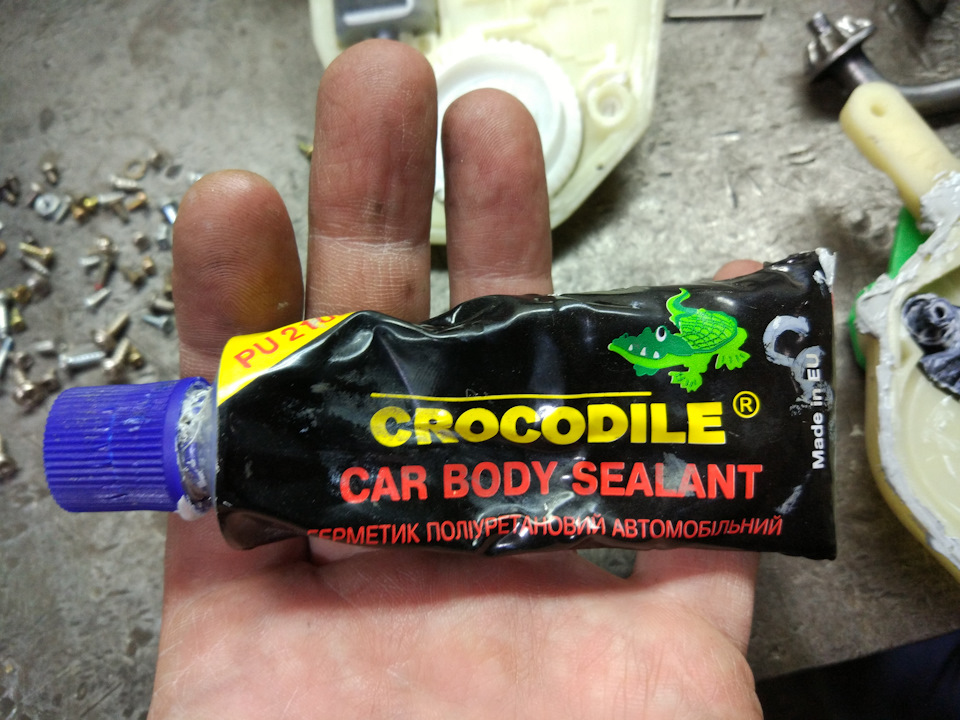 PU 210
CROCODILE®
CAR BODY SEALANT
ГЕРМЕТИК ПОЛІУРЕТАНОВИЙ АВТОМОБІЛЬНИЙ
Made in EU